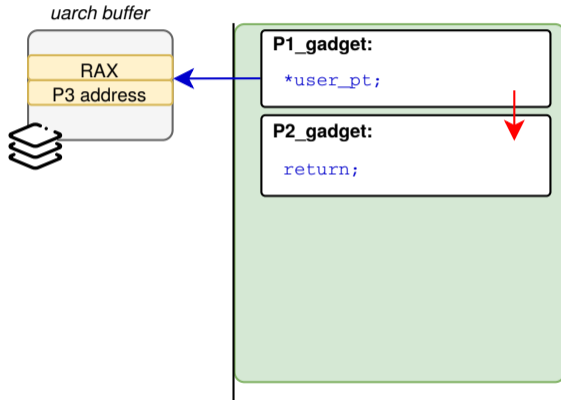 uarch buffer
RAX
P3 address
P1_gadget:
*user_pt;
P2_gadget:
return;